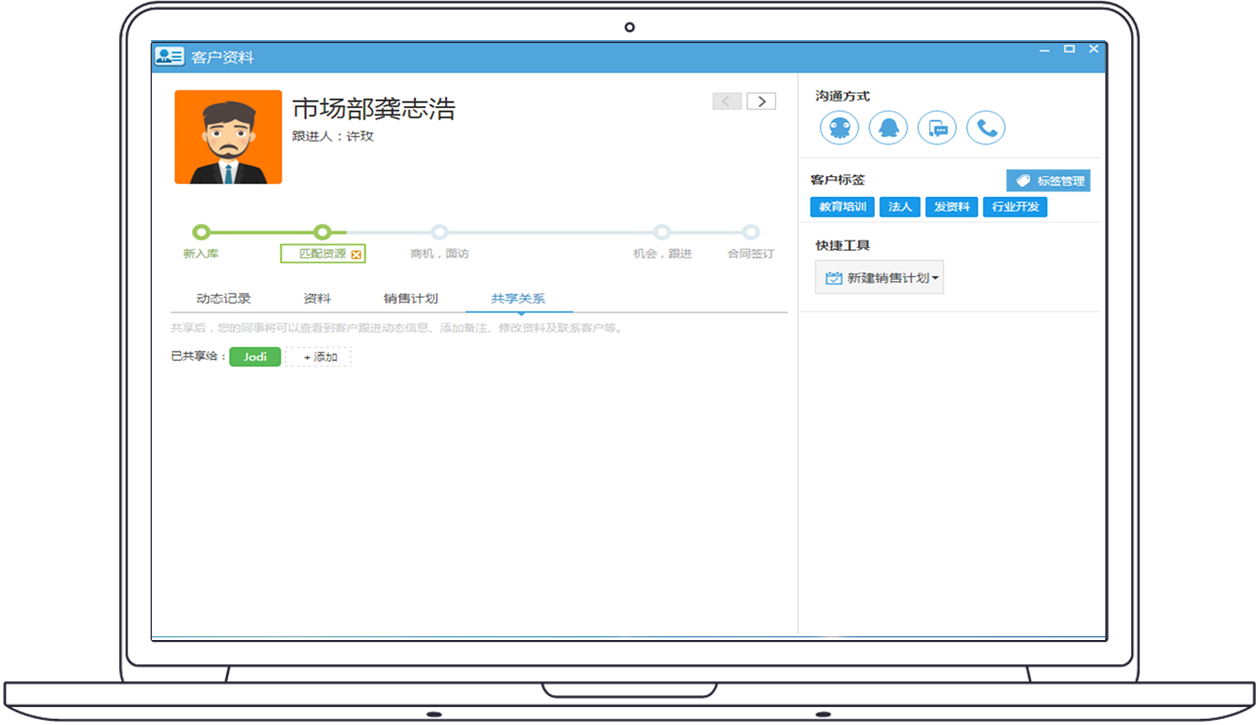 客户资料
市场部龚志浩
跟进人：许玫
新入库
匹配资源
商机，面访
机会，跟进
合同签订
动态记录 资料 销售计划 共享关系
共享后，您的同事将可以查看到客户跟进动态信息、添加备注、修改资料及联系客户等。
已共享给： Jodi +添加
沟通方式
客户标签 标签管理
教育培训 法人 发资料 行业开发
快捷工具
新建销售计划